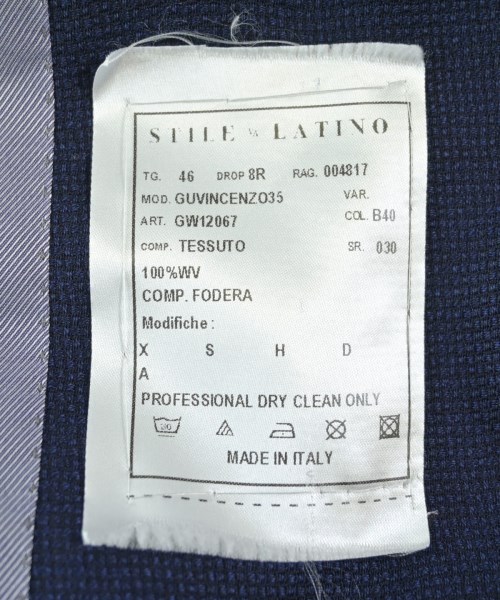 STILE LATINO
TG. 46 DROP 8R RAG. 004817
MOD. GUVINCENZO35 VAR.
ART. GW12067 COL. B40
COMP. TESSUTO SR. 030
100%WV
COMP. FODERA
Modifiche :
X S H D
A
PROFESSIONAL DRY CLEAN ONLY
MADE IN ITALY